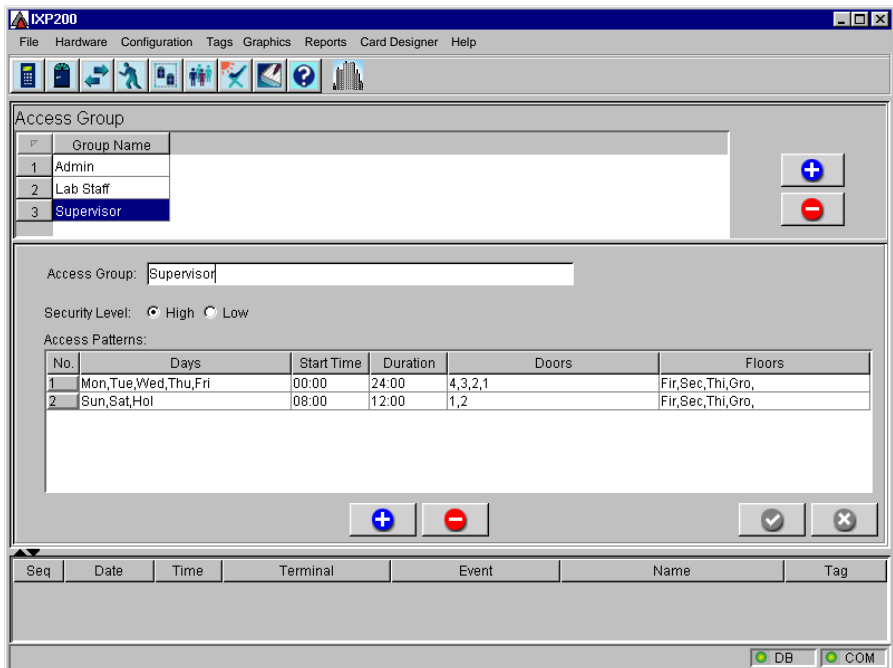 IXP200
File Hardware Configuration Tags Graphics Reports Card Designer Help
Access Group
Group Name
1 Admin
2 Lab Staff
3 Supervisor
Access Group: Supervisor
Security Level: High Low
Access Patterns:
No. Days Start Time Duration Doors Floors
1 Mon,Tue,Wed,Thu,Fri 00:00 24:00 4,3,2,1 Fir,Sec,Thi,Gro,
2 Sun,Sat,Hol 08:00 12:00 1,2 Fir,Sec,Thi,Gro,
Seq Date Time Terminal Event Name Tag
DB COM